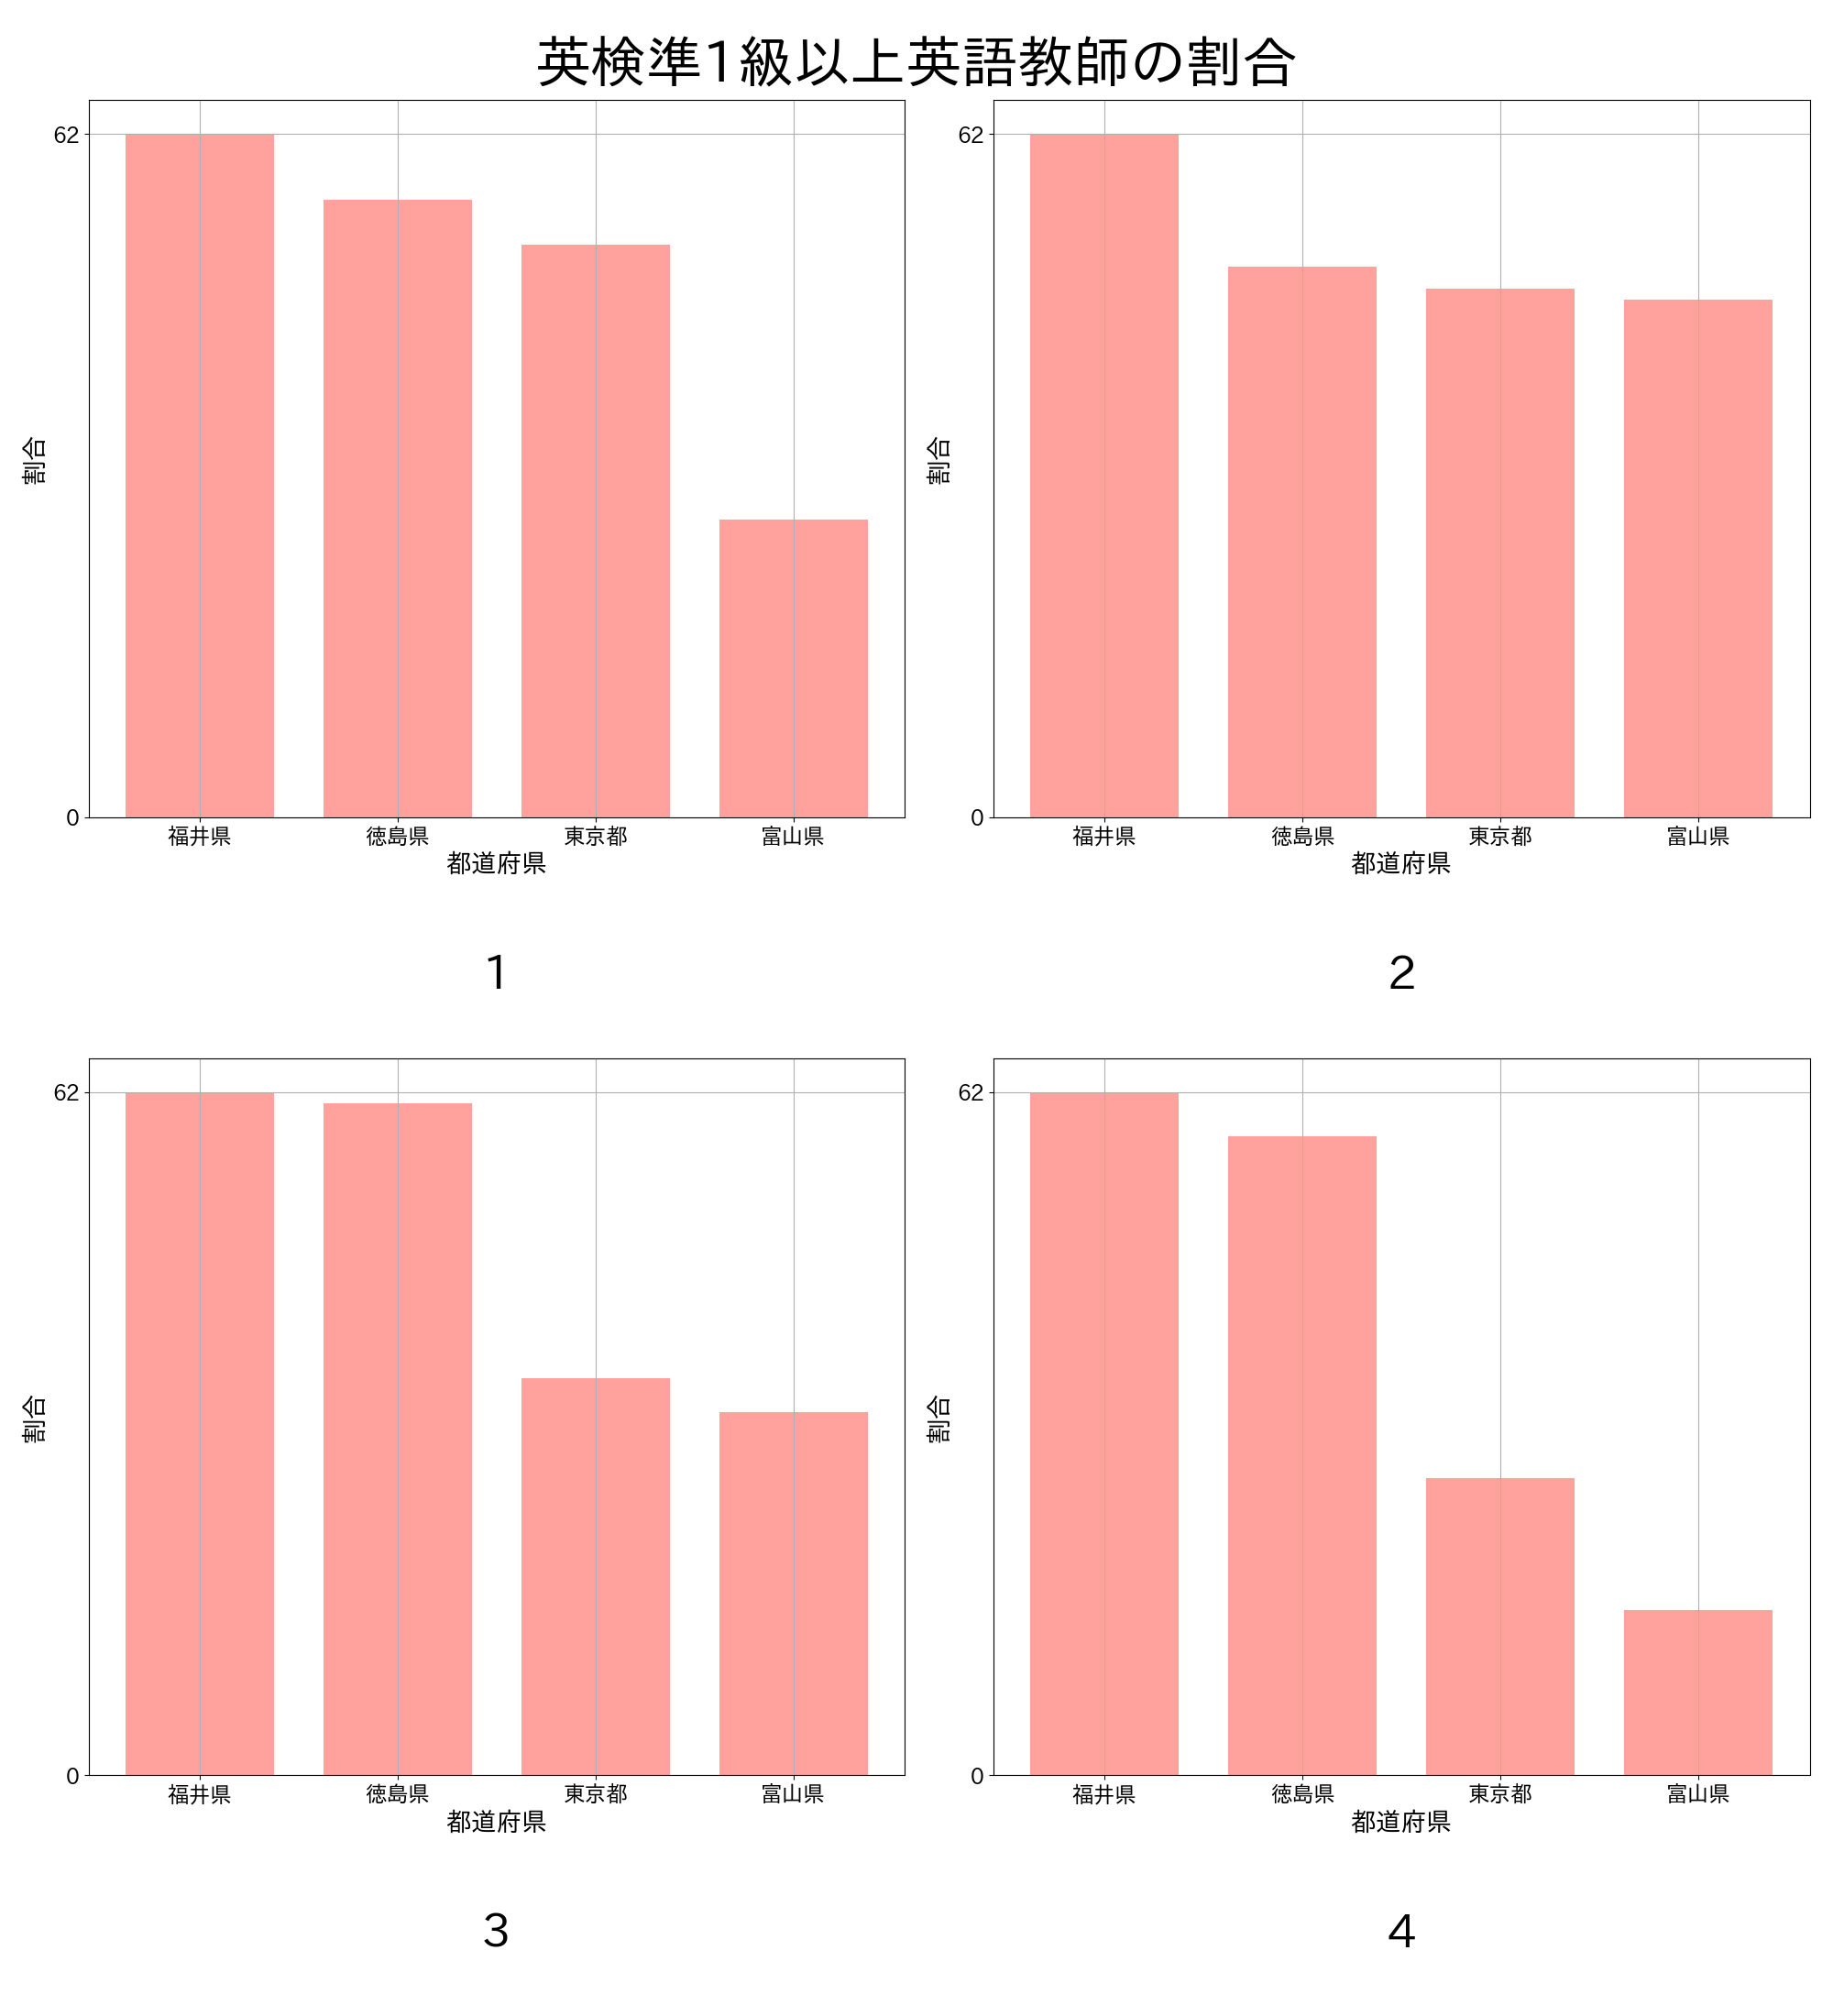 英検準1級以上英語教師の割合
62
0
割合
福井県 徳島県 東京都 富山県
都道府県
1
62
0
割合
福井県 徳島県 東京都 富山県
都道府県
2
62
0
割合
福井県 徳島県 東京都 富山県
都道府県
3
62
0
割合
福井県 徳島県 東京都 富山県
都道府県
4